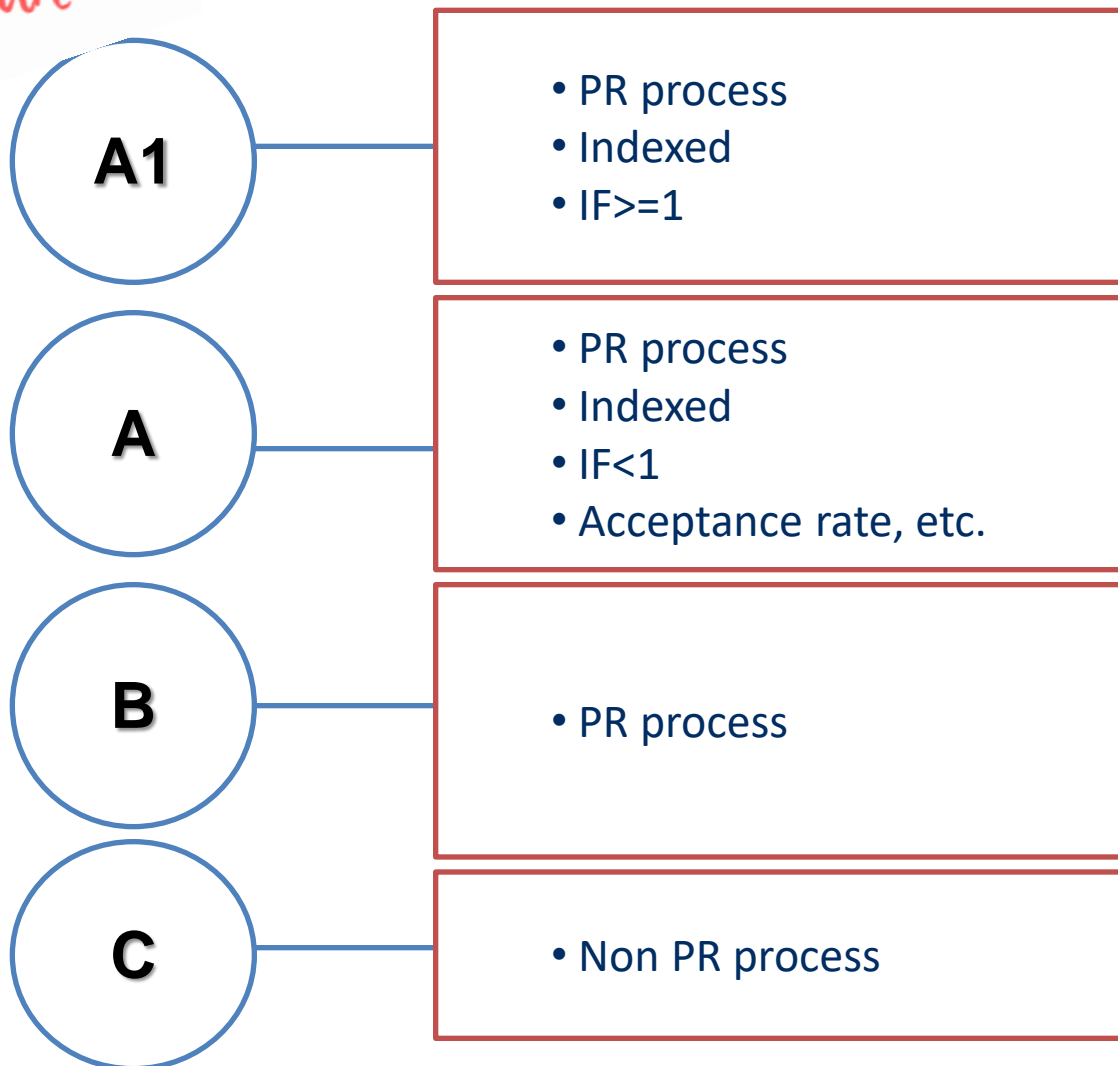 A1
• PR process
• Indexed
• IF>=1
A
• PR process
• Indexed
• IF<1
• Acceptance rate, etc.
B
• PR process
C
• Non PR process